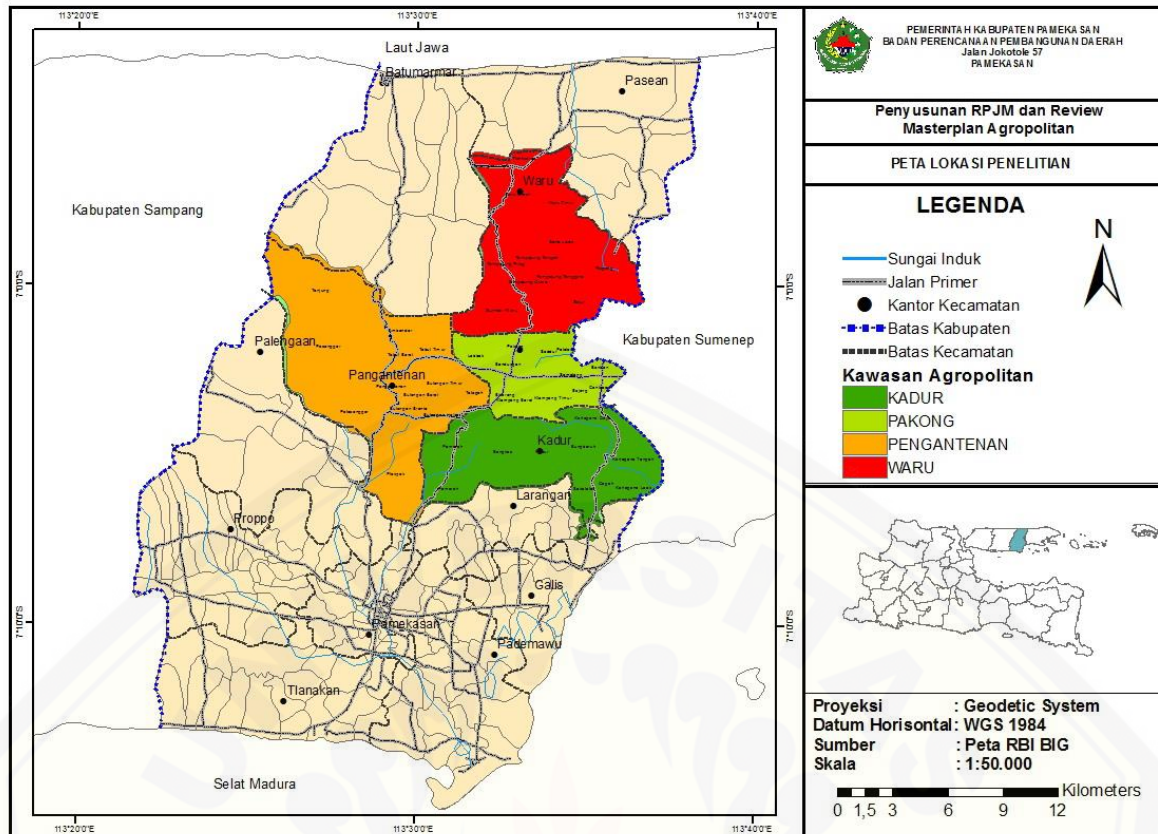 113°20'0"E
113°30'0"E
113°40'0"E
Laut Jawa
Batumarmar
Pasean
Waru
Kabupaten Sampang
7°0'0"S
7°0'0"S
Kabupaten Sumenep
Palengaan
Pangantenan
Kadur
Larangan
Proppo
Galis
7°10'0"S
7°10'0"S
Pamekasan
Pademawu
Tlanakan
Selat Madura
113°20'0"E
113°30'0"E
113°40'0"E
PEMERINTAH KABUPATEN PAMEKASAN
BADAN PERENCANAAN PEMBANGUNAN DAERAH
Jalan Jokotole 57
PAMEKASAN
Penyusunan RPJM dan Review
Masterplan Agropolitan
PETA LOKASI PENELITIAN
LEGENDA
N
Sungai Induk
Jalan Primer
Kantor Kecamatan
Batas Kabupaten
Batas Kecamatan
Kawasan Agropolitan
KADUR
PAKONG
PENGANTENAN
WARU
Proyeksi : Geodetic System
Datum Horisontal : WGS 1984
Sumber : Peta RBI BIG
Skala : 1:50.000
Kilometers
0 1,5 3 6 9 12